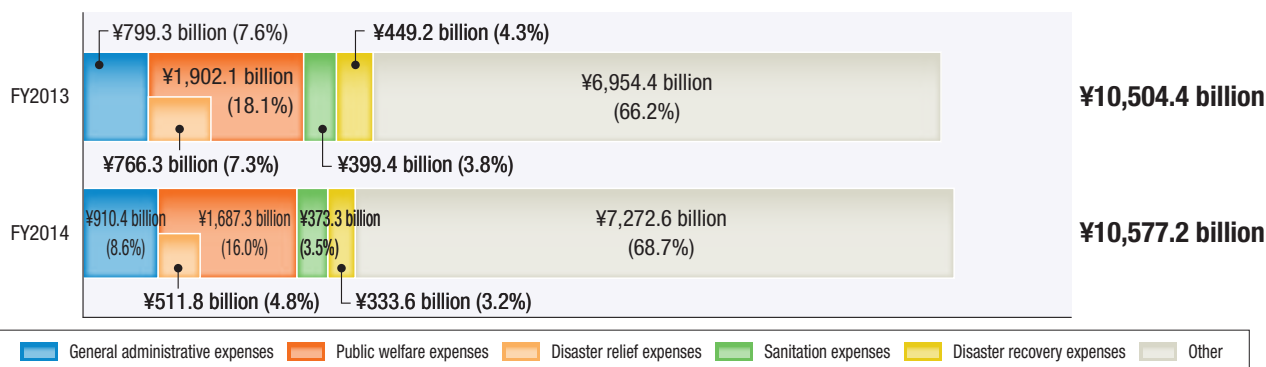 ¥799.3 billion (7.6%)
¥449.2 billion (4.3%)
FY2013
¥1,902.1 billion
(18.1%)
¥6,954.4 billion
(66.2%)
¥10,504.4 billion
¥766.3 billion (7.3%)
¥399.4 billion (3.8%)
FY2014
¥910.4 billion
(8.6%)
¥1,687.3 billion
(16.0%)
¥373.3 billion
(3.5%)
¥7,272.6 billion
(68.7%)
¥10,577.2 billion
¥511.8 billion (4.8%)
¥333.6 billion (3.2%)
General administrative expenses
Public welfare expenses
Disaster relief expenses
Sanitation expenses
Disaster recovery expenses
Other